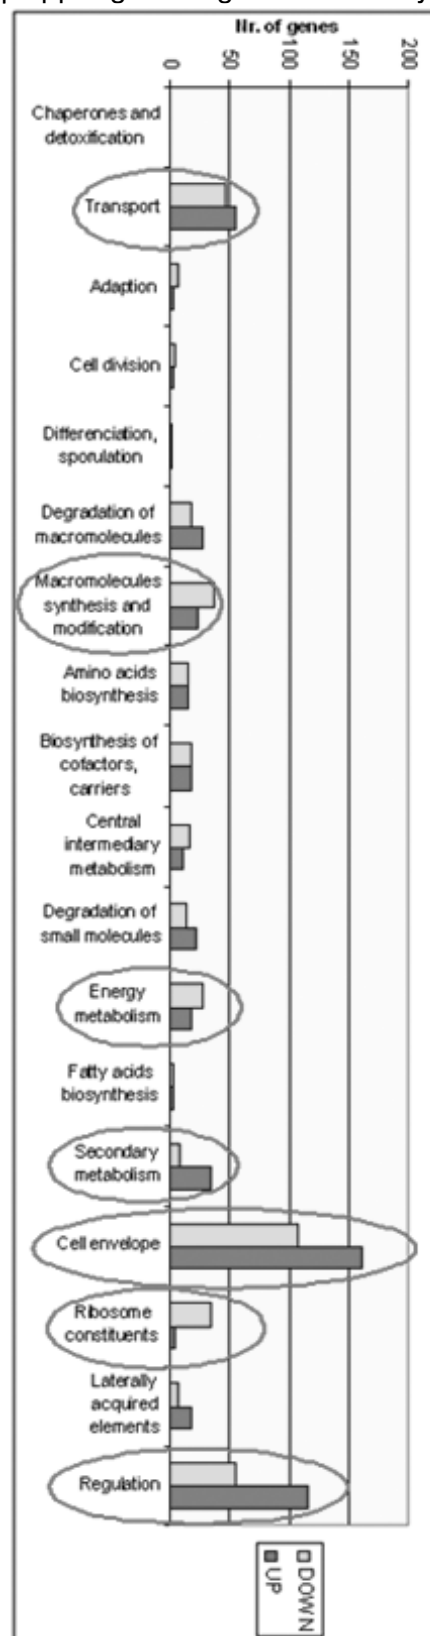 Nr. of genes
0
50
100
150
200
Chaperones and
detoxification
Transport
Adaption
Cell division
Differenciation,
sporulation
Degradation of
macromolecules
Macromolecules
synthesis and
modification
Amino acids
biosynthesis
Biosynthesis of
cofactors,
carriers
Central
intermediary
metabolism
Degradation of
small molecules
Energy
metabolism
Fatty acids
biosynthesis
Secondary
metabolism
Cell envelope
Ribosome
constituents
Laterally
acquired
elements
Regulation
DOWN
UP